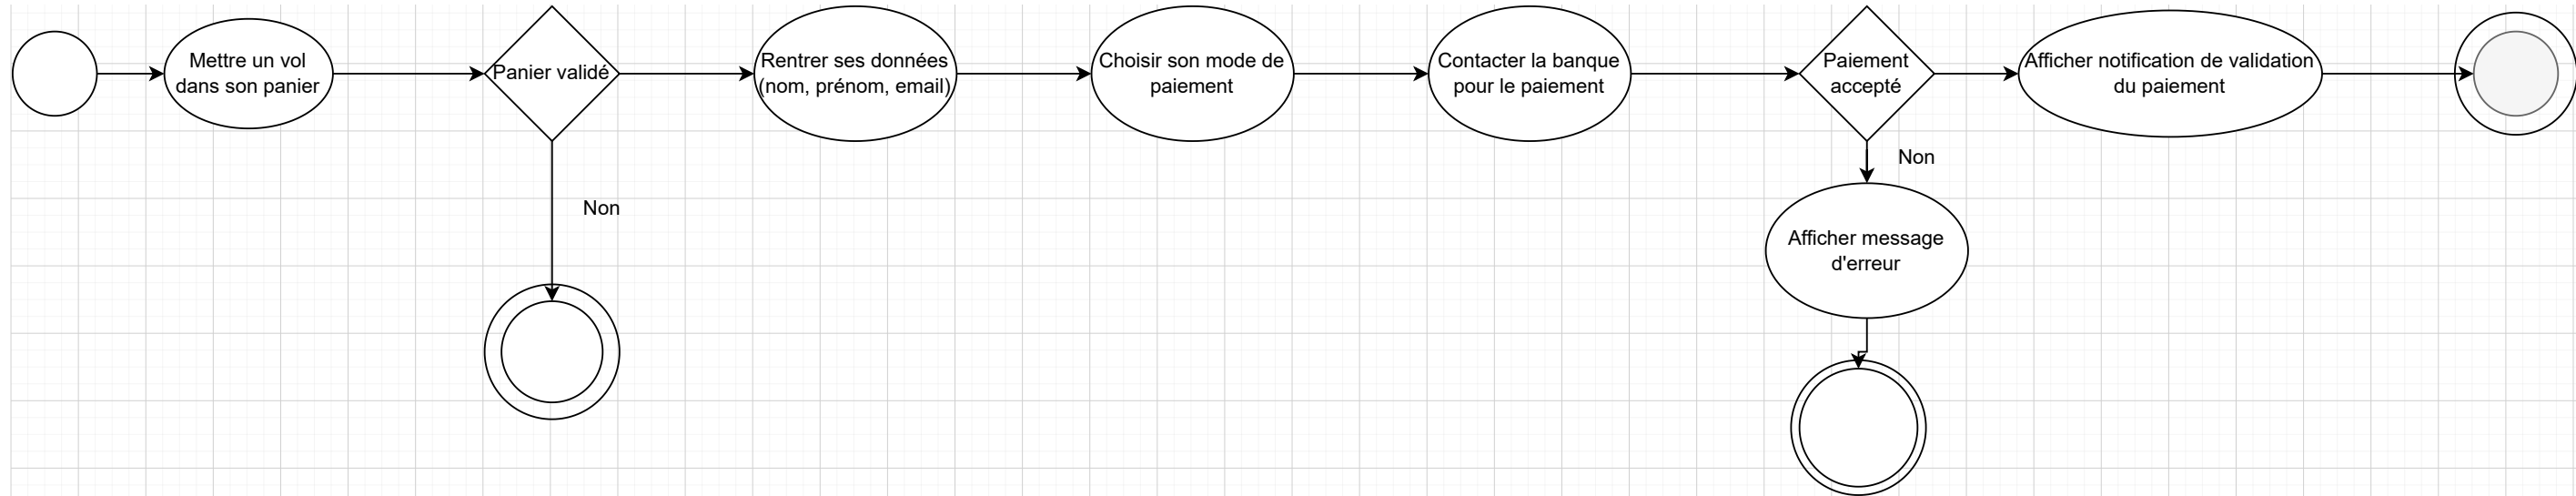 Mettre un vol
dans son panier
Panier validé
Rentrer ses données
(nom, prénom, email)
Choisir son mode de
paiement
Contacter la banque
pour le paiement
Paiement
accepté
Afficher notification de validation
du paiement
Non
Non
Afficher message
d'erreur